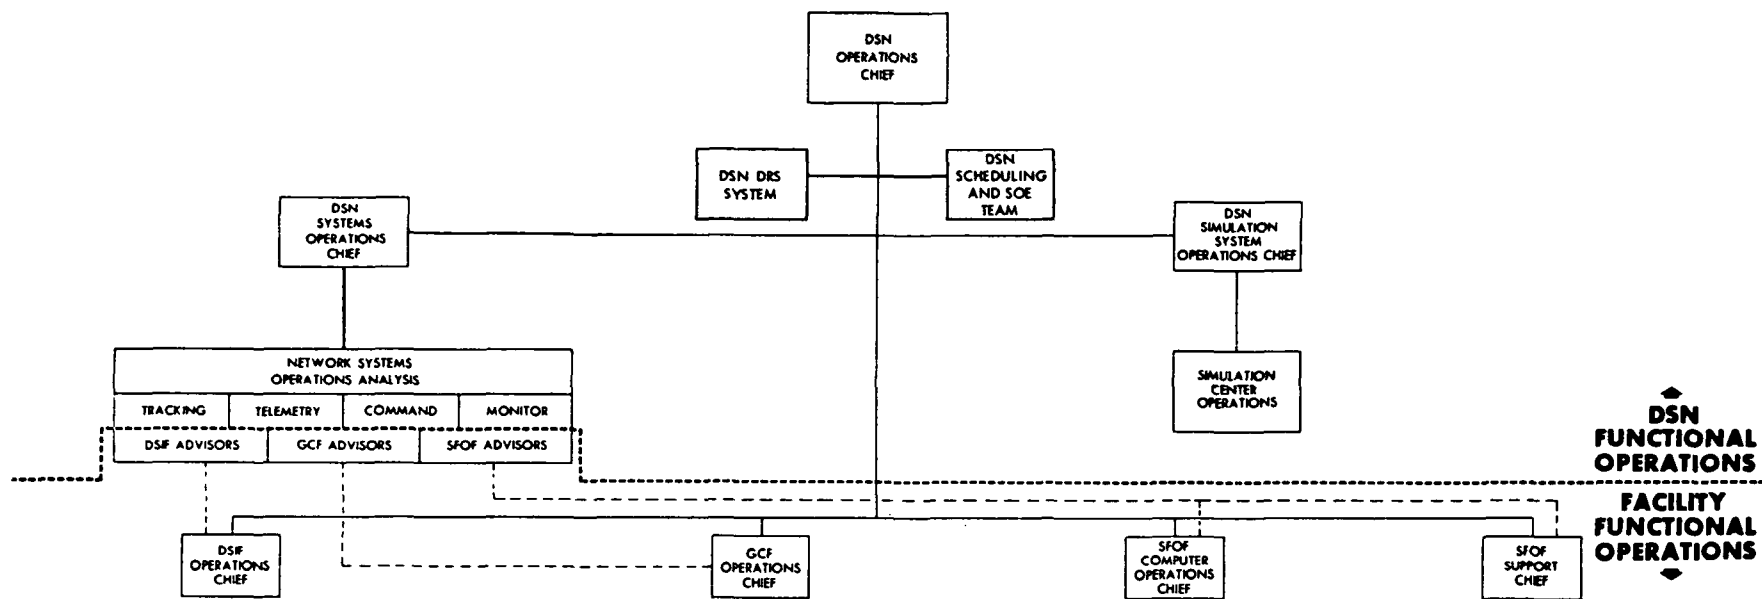 DSN
OPERATIONS
CHIEF
DSN DRS
SYSTEM
DSN
SCHEDULING
AND SOE
TEAM
DSN
SYSTEMS
OPERATIONS
CHIEF
DSN
SIMULATION
SYSTEM
OPERATIONS CHIEF
NETWORK SYSTEMS
OPERATIONS ANALYSIS
TRACKING
TELEMETRY
COMMAND
MONITOR
DSIF ADVISORS
GCF ADVISORS
SFOF ADVISORS
SIMULATION
CENTER
OPERATIONS
DSN
FUNCTIONAL
OPERATIONS
FACILITY
FUNCTIONAL
OPERATIONS
DSIF
OPERATIONS
CHIEF
GCF
OPERATIONS
CHIEF
SFOF
COMPUTER
OPERATIONS
CHIEF
SFOF
SUPPORT
CHIEF